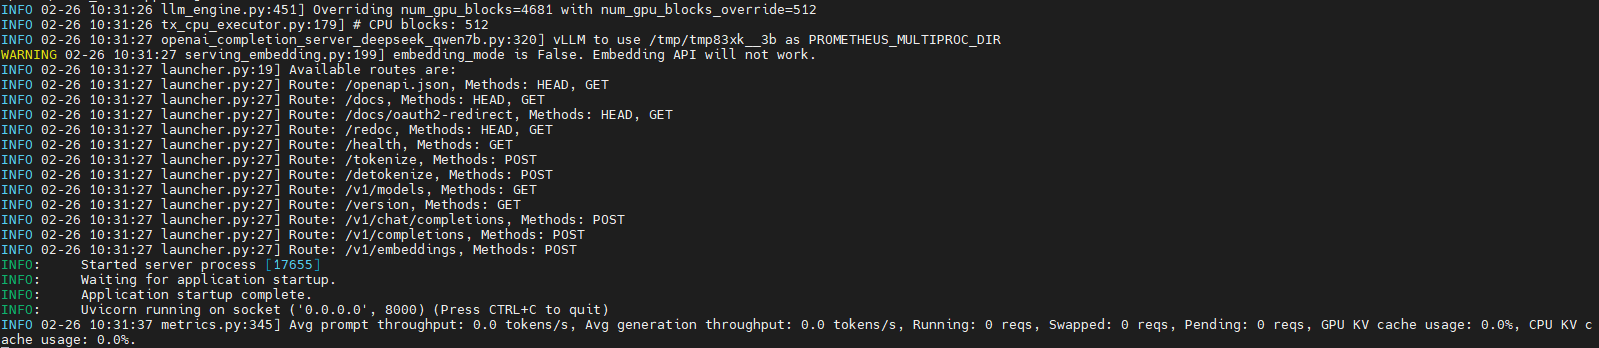 INFO 02-26 10:31:26 llm_engine.py:451] Overriding num_gpu_blocks=4681 with num_gpu_blocks_override=512
INFO 02-26 10:31:26 tx_cpu_executor.py:179] # CPU blocks: 512
INFO 02-26 10:31:27 openai_completion_server_deepseek_qwen7b.py:320] vLLM to use /tmp/tmp83xk__3b as PROMETHEUS_MULTIPROC_DIR
WARNING 02-26 10:31:27 serving_embedding.py:199] embedding_mode is False. Embedding API will not work.
INFO 02-26 10:31:27 launcher.py:19] Available routes are:
INFO 02-26 10:31:27 launcher.py:27] Route: /openapi.json, Methods: HEAD, GET
INFO 02-26 10:31:27 launcher.py:27] Route: /docs, Methods: HEAD, GET
INFO 02-26 10:31:27 launcher.py:27] Route: /docs/oauth2-redirect, Methods: HEAD, GET
INFO 02-26 10:31:27 launcher.py:27] Route: /redoc, Methods: HEAD, GET
INFO 02-26 10:31:27 launcher.py:27] Route: /health, Methods: GET
INFO 02-26 10:31:27 launcher.py:27] Route: /tokenize, Methods: POST
INFO 02-26 10:31:27 launcher.py:27] Route: /detokenize, Methods: POST
INFO 02-26 10:31:27 launcher.py:27] Route: /v1/models, Methods: GET
INFO 02-26 10:31:27 launcher.py:27] Route: /version, Methods: GET
INFO 02-26 10:31:27 launcher.py:27] Route: /v1/chat/completions, Methods: POST
INFO 02-26 10:31:27 launcher.py:27] Route: /v1/completions, Methods: POST
INFO 02-26 10:31:27 launcher.py:27] Route: /v1/embeddings, Methods: POST
INFO:     Started server process [17655]
INFO:     Waiting for application startup.
INFO:     Application startup complete.
INFO:     Uvicorn running on socket ('0.0.0.0', 8000) (Press CTRL+C to quit)
INFO 02-26 10:31:37 metrics.py:345] Avg prompt throughput: 0.0 tokens/s, Avg generation throughput: 0.0 tokens/s, Running: 0 reqs, Swapped: 0 reqs, Pending: 0 reqs, GPU KV cache usage: 0.0%, CPU KV c
ache usage: 0.0%.